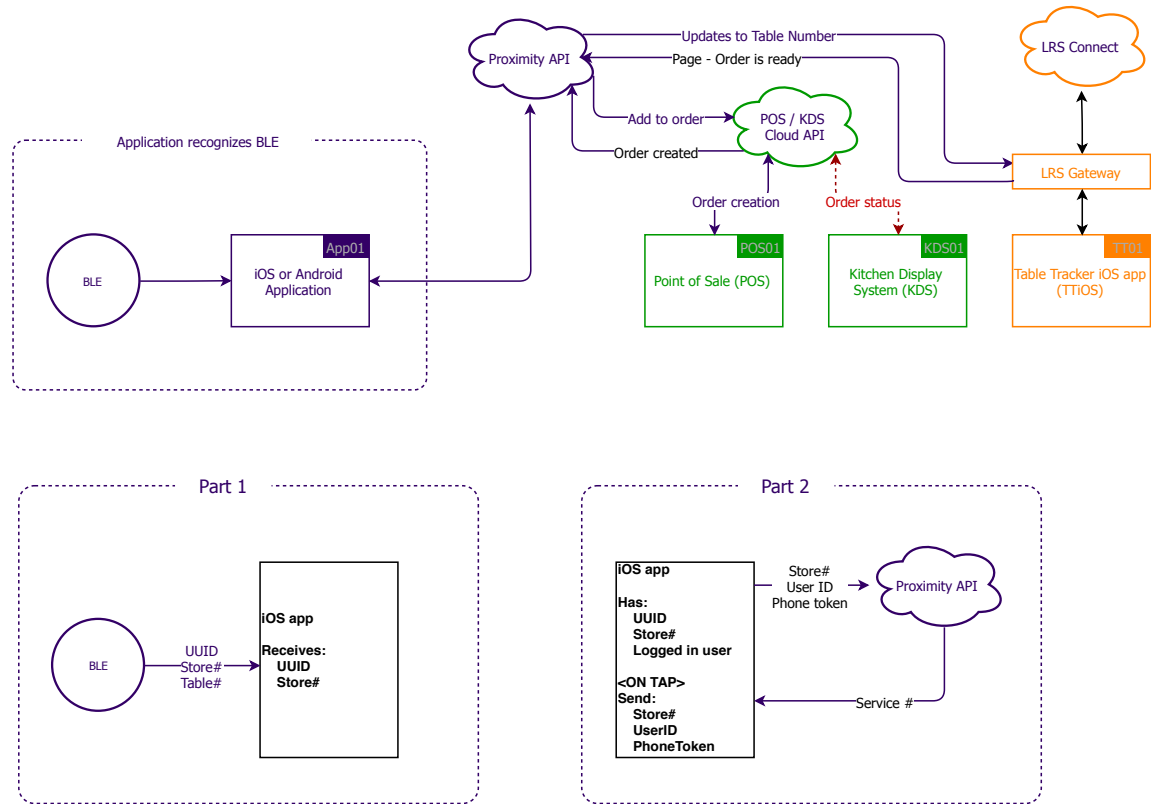 Updates to Table Number
Proximity API
Page - Order is ready
LRS Connect
Add to order
POS / KDS
Cloud API
Order created
Application recognizes BLE
LRS Gateway
Order creation
Order status
App01
POS01
KDS01
TT01
BLE
iOS or Android
Application
Point of Sale (POS)
Kitchen Display
System (KDS)
Table Tracker iOS app
(TTiOS)
Part 1
BLE
UUID
Store#
Table#
iOS app
Receives:
UUID
Store#
Part 2
iOS app
Has:
UUID
Store#
Logged in user
<ON TAP>
Send:
Store#
UserID
PhoneToken
Store#
User ID
Phone token
Proximity API
Service #